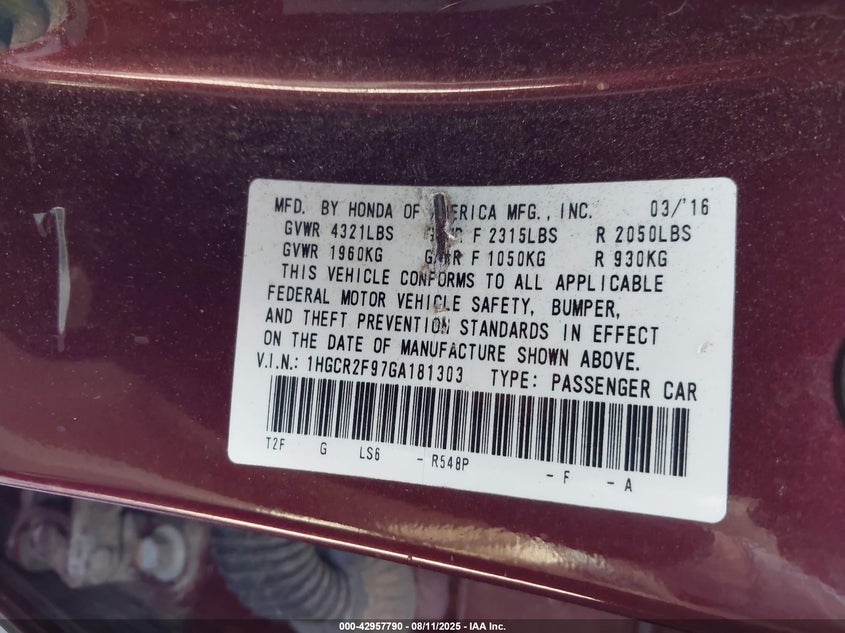 MFD. BY HONDA OF AMERICA MFG., INC. 03/'16
GVWR 4321LBS F 2315LBS R 2050LBS
GVWR 1960KG GAWR F 1050KG R 930KG
THIS VEHICLE CONFORMS TO ALL APPLICABLE
FEDERAL MOTOR VEHICLE SAFETY, BUMPER,
AND THEFT PREVENTION STANDARDS IN EFFECT
ON THE DATE OF MANUFACTURE SHOWN ABOVE.
V.I.N.: 1HGCR2F97GA181303 TYPE: PASSENGER CAR
T2F G LS6 - R548P - F - A
000-42957790 - 08/11/2025 - IAA Inc.